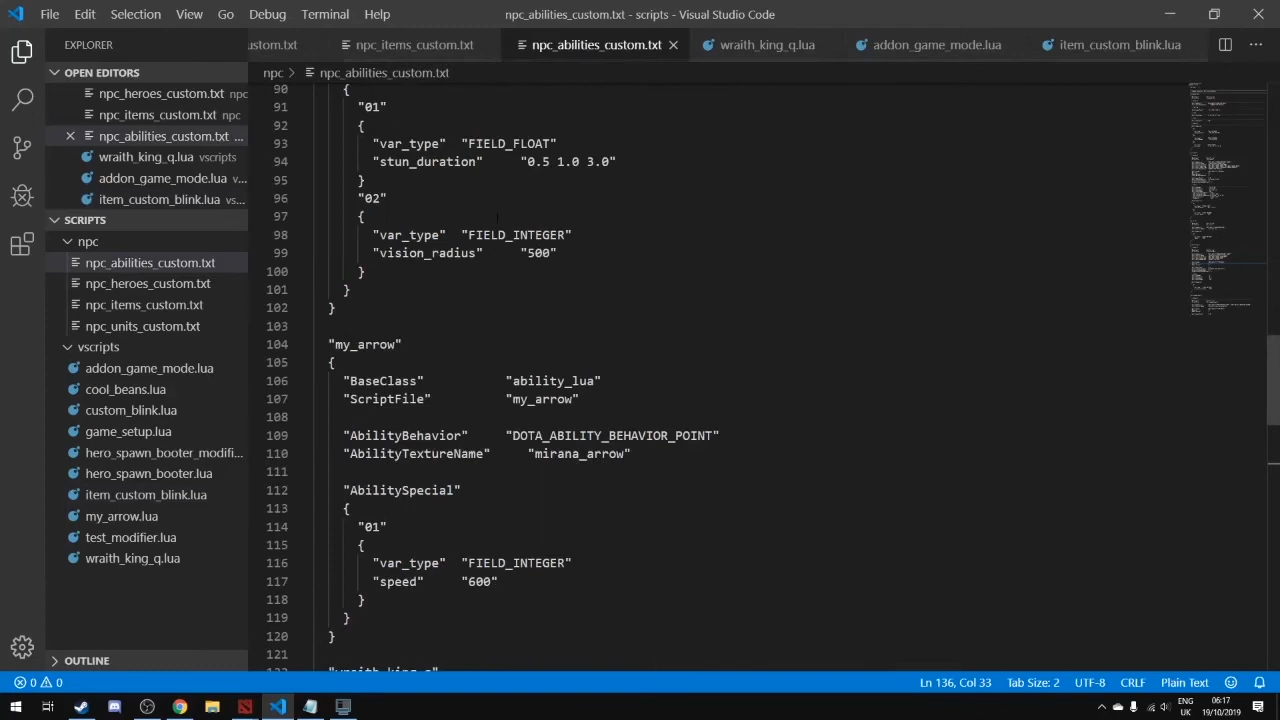 File Edit Selection View Go Debug Terminal Help
npc_abilities_custom.txt - scripts - Visual Studio Code
EXPLORER
stom.txt
npc_items_custom.txt
npc_abilities_custom.txt
wraith_king_q.lua
addon_game_mode.lua
item_custom_blink.lua
OPEN EDITORS
npc_heroes_custom.txt npc
npc_items_custom.txt npc
npc_abilities_custom.txt ...
wraith_king_q.lua vscripts
addon_game_mode.lua v...
item_custom_blink.lua vs...
SCRIPTS
npc
npc_abilities_custom.txt
npc_heroes_custom.txt
npc_items_custom.txt
npc_units_custom.txt
vscripts
addon_game_mode.lua
cool_beans.lua
custom_blink.lua
game_setup.lua
hero_spawn_booter_modifi...
hero_spawn_booter.lua
item_custom_blink.lua
my_arrow.lua
test_modifier.lua
wraith_king_q.lua
OUTLINE
npc > npc_abilities_custom.txt
90 {
91 "01"
92 {
93 "var_type" "FIELD_FLOAT"
94 "stun_duration" "0.5 1.0 3.0"
95 }
96 "02"
97 {
98 "var_type" "FIELD_INTEGER"
99 "vision_radius" "500"
100 }
101 }
102 }
103
104 "my_arrow"
105 {
106 "BaseClass" "ability_lua"
107 "ScriptFile" "my_arrow"
108
109 "AbilityBehavior" "DOTA_ABILITY_BEHAVIOR_POINT"
110 "AbilityTextureName" "mirana_arrow"
111
112 "AbilitySpecial"
113 {
114 "01"
115 {
116 "var_type" "FIELD_INTEGER"
117 "speed" "600"
118 }
119 }
120 }
121
122 "wraith_king_q"
0 0
Ln 136, Col 33 Tab Size: 2 UTF-8 CRLF Plain Text
ENG
UK
06:17
19/10/2019